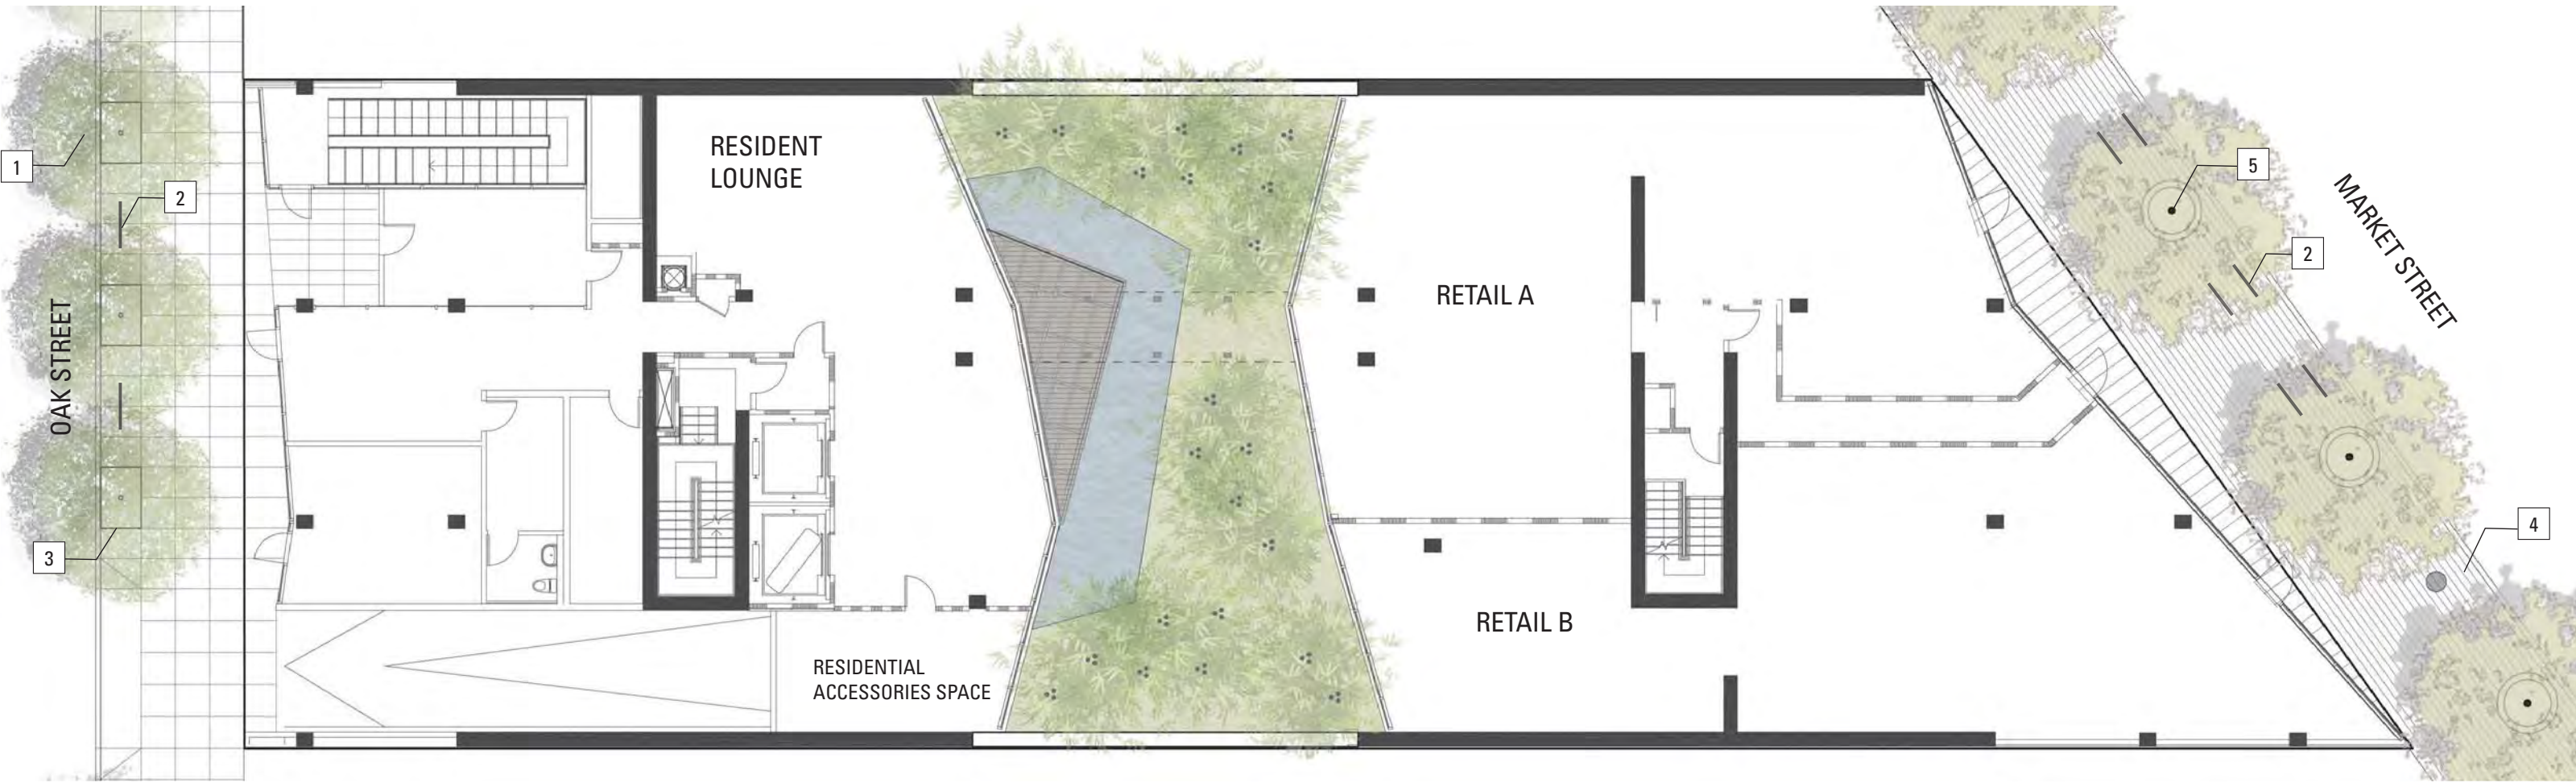 1
2
OAK STREET
3
RESIDENT
LOUNGE
RESIDENTIAL
ACCESSORIES SPACE
RETAIL A
RETAIL B
5
MARKET STREET
2
4